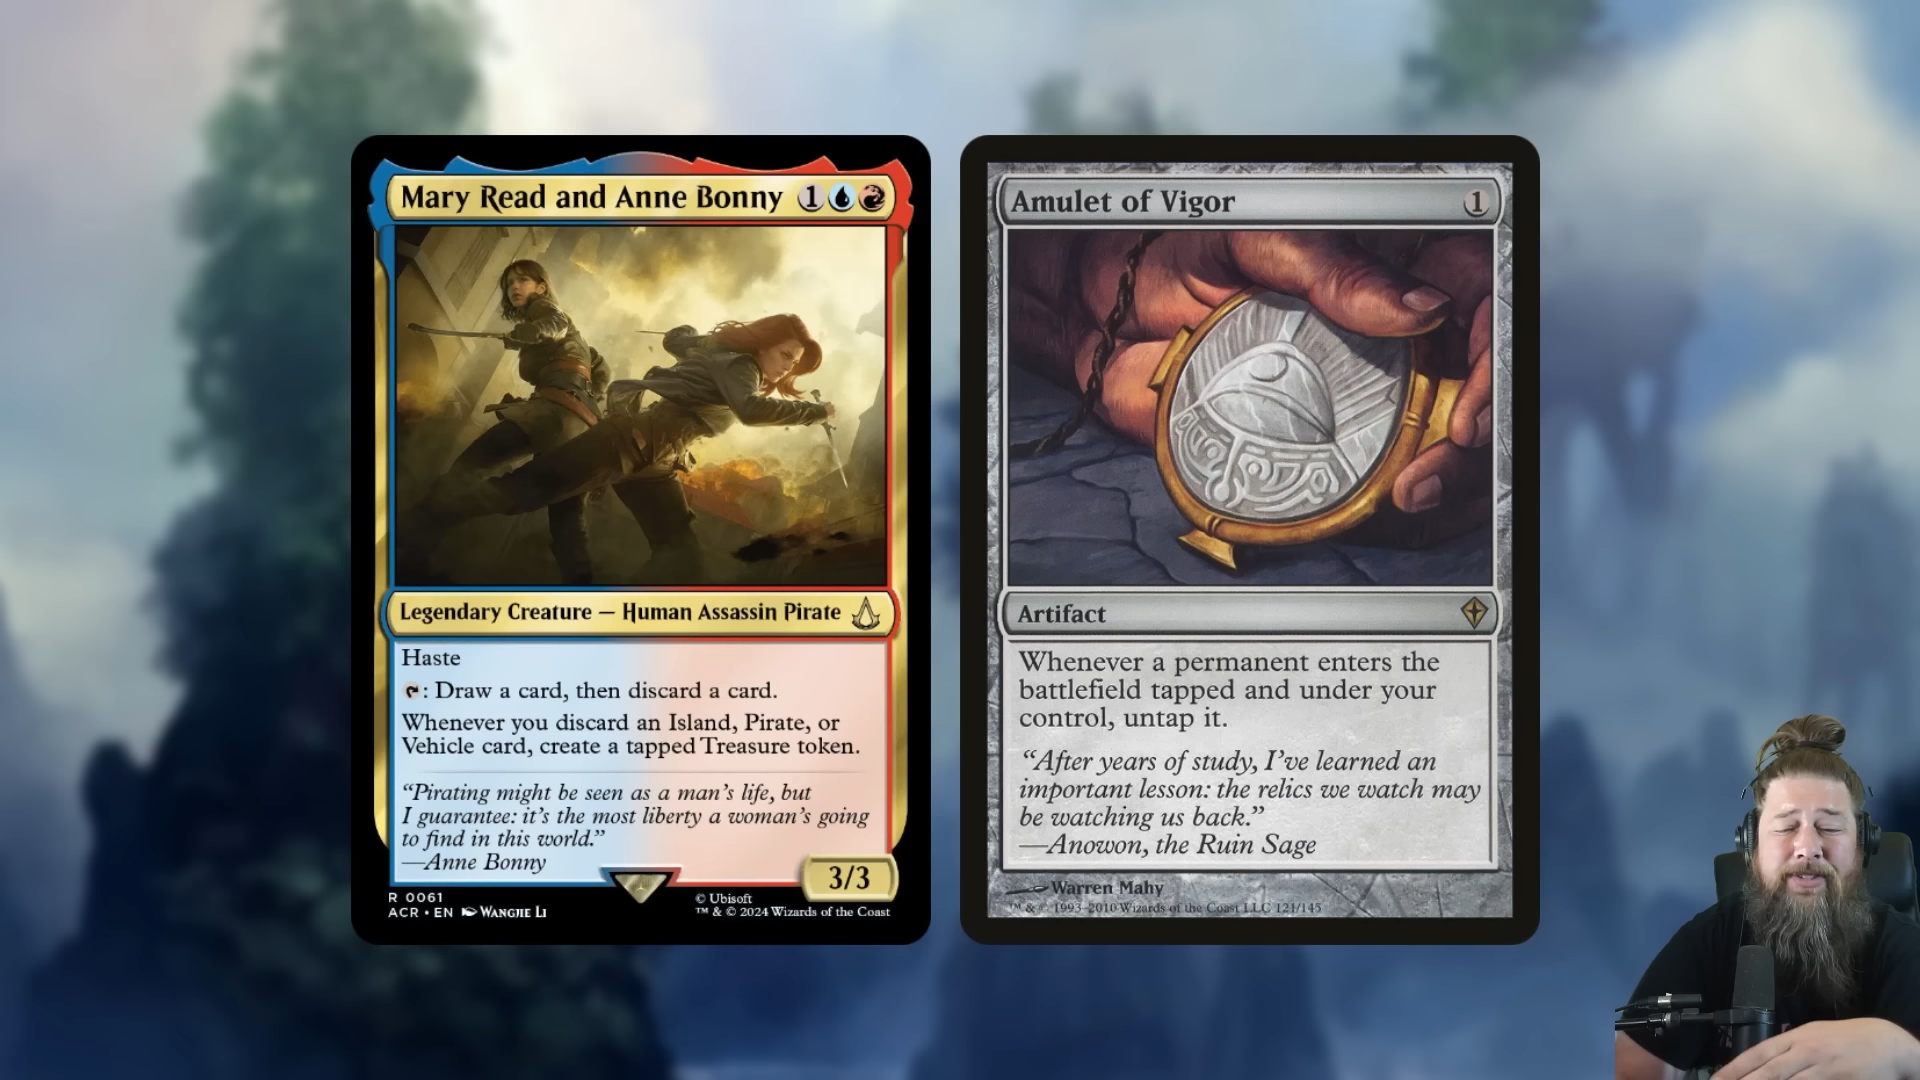 Mary Read and Anne Bonny 1
Legendary Creature — Human Assassin Pirate
Haste
: Draw a card, then discard a card.
Whenever you discard an Island, Pirate, or
Vehicle card, create a tapped Treasure token.
“Pirating might be seen as a man’s life, but
I guarantee: it’s the most liberty a woman’s going
to find in this world.”
—Anne Bonny
3/3
R 0061
ACR • EN Wangjie Li
© Ubisoft
™ & © 2024 Wizards of the Coast
Amulet of Vigor 1
Artifact
Whenever a permanent enters the
battlefield tapped and under your
control, untap it.
“After years of study, I’ve learned an
important lesson: the relics we watch may
be watching us back.”
—Anowon, the Ruin Sage
Warren Mahy
™ & © 1993–2010 Wizards of the Coast LLC 121/145